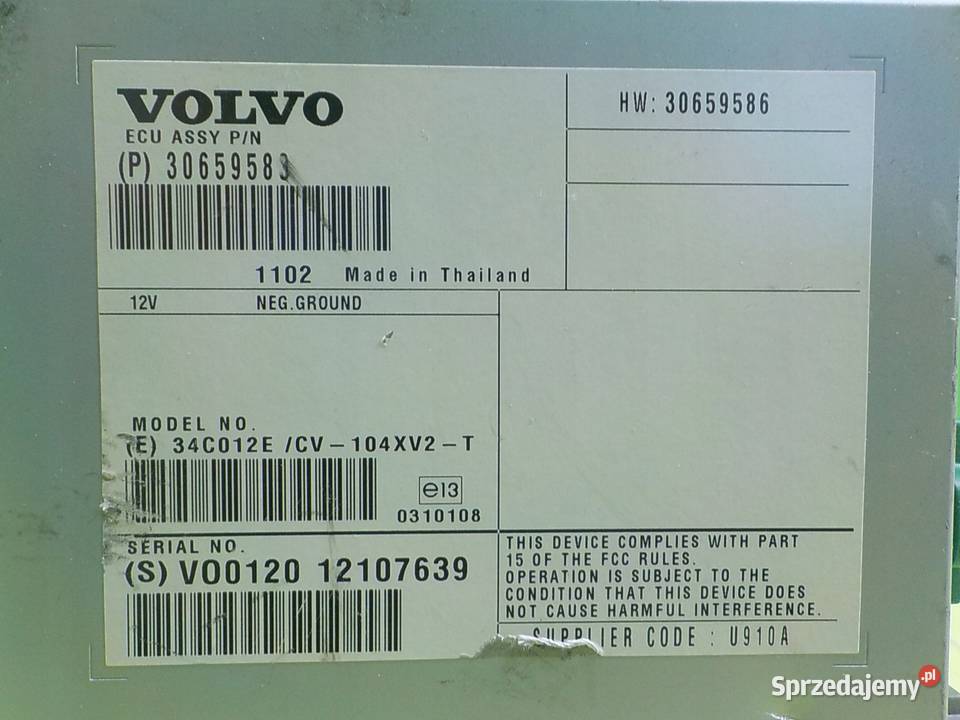 VOLVO
ECU ASSY P/N
(P) 30659583
HW: 30659586
1102 Made in Thailand
12V NEG.GROUND
MODEL NO.
(E) 34C012E /CV-104XV2-T
e13
0310108
SERIAL NO.
(S) VO0120 12107639
THIS DEVICE COMPLIES WITH PART
15 OF THE FCC RULES.
OPERATION IS SUBJECT TO THE
CONDITION THAT THIS DEVICE DOES
NOT CAUSE HARMFUL INTERFERENCE.
SUPPLIER CODE : U910A
Sprzedajemy.pl